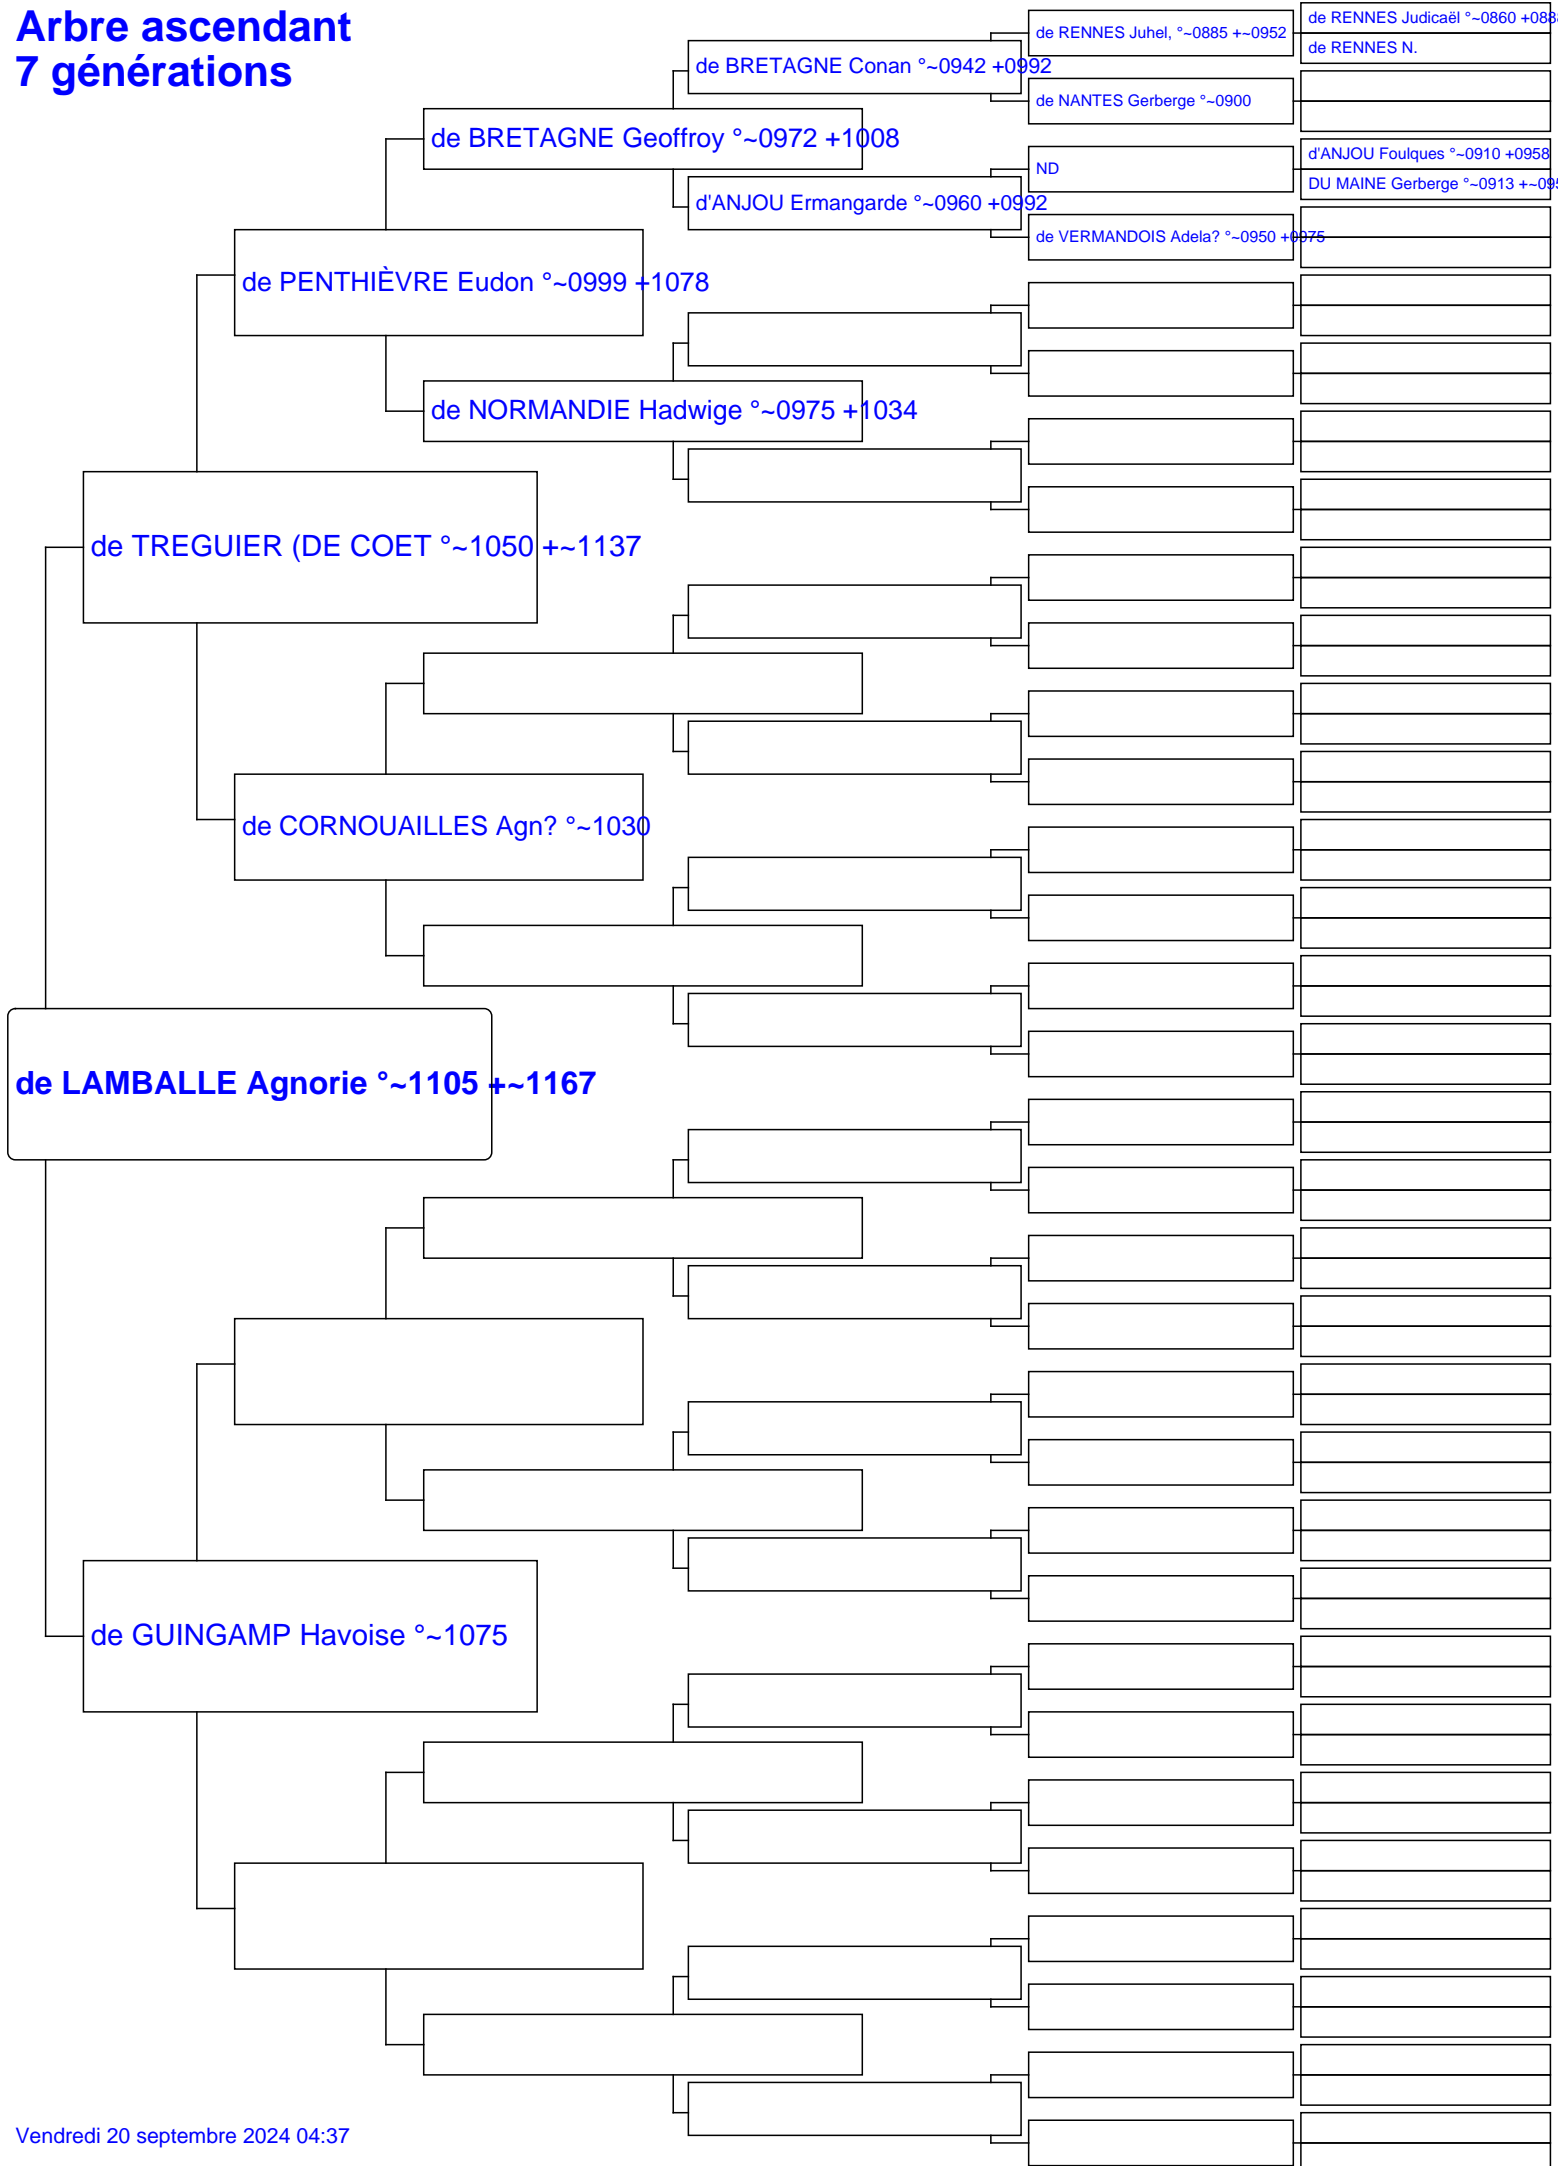 Arbre ascendant
7 générations
de RENNES Judicaël °~0860 +088
de RENNES Juhel, °~0885 +~0952
de RENNES N.
de BRETAGNE Conan °~0942 +0992
de NANTES Gerberge °~0900
de BRETAGNE Geoffroy °~0972 +1008
d'ANJOU Foulques °~0910 +0958
ND
DU MAINE Gerberge °~0913 +~095
d'ANJOU Ermangarde °~0960 +0992
de VERMANDOIS Adela? °~0950 +0975
de PENTHIÈVRE Eudon °~0999 +1078
de NORMANDIE Hadwige °~0975 +1034
de TREGUIER (DE COET °~1050 +~1137
de CORNOUAILLES Agn? °~1030
de LAMBALLE Agnorie °~1105 +~1167
de GUINGAMP Havoise °~1075
Vendredi 20 septembre 2024 04:37